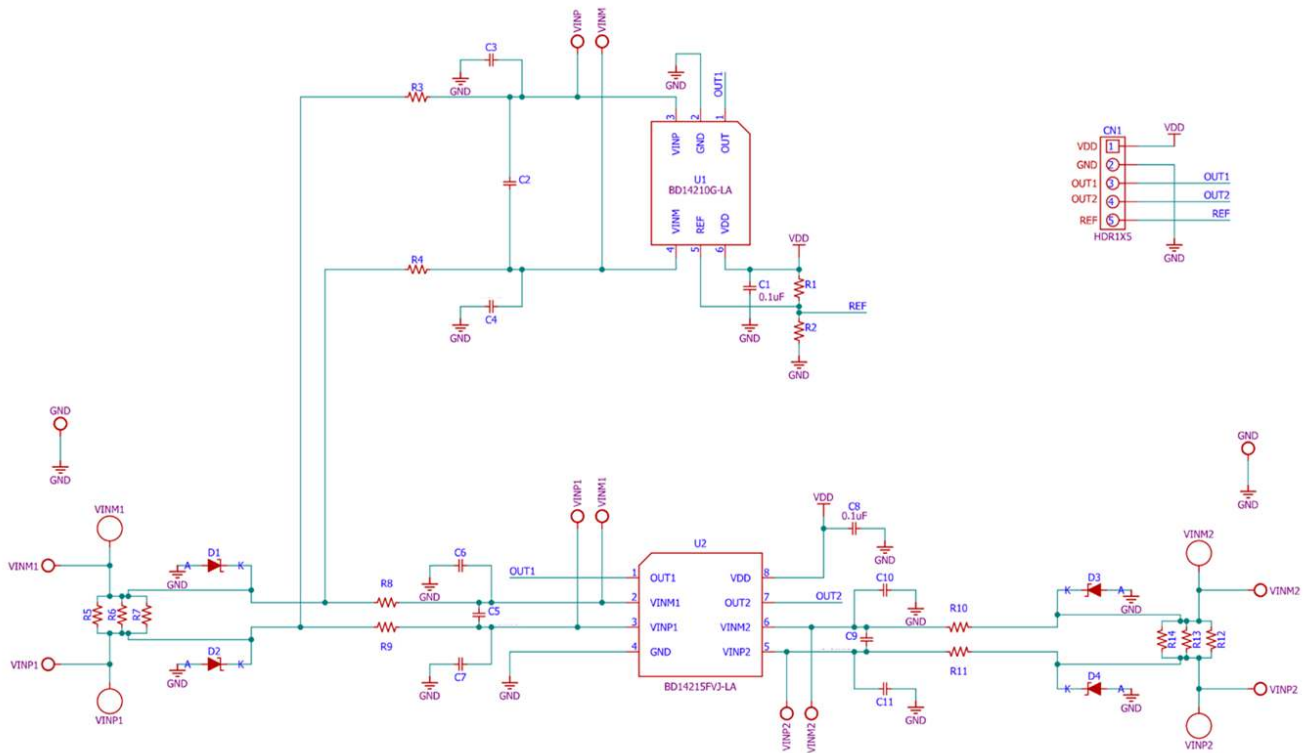 VINP
VINM
C3
GND
R3
GND
OUT1
3
2
1
VINP
GND
OUT
C2
U1
BD14210G-LA
VINM
REF
VDD
4
5
6
R4
C4
GND
VDD
C1
0.1uF
GND
R1
REF
R2
GND
CN1
VDD
VDD
1
GND
2
OUT1
3
OUT1
OUT2
4
OUT2
REF
5
REF
HDR1X5
GND
GND
GND
VINM1
VINM1
R5
R6
R7
VINP1
VINP1
D1
A
K
GND
D2
A
K
GND
R8
R9
C6
GND
C5
C7
GND
VINP1
VINM1
OUT1
GND
U2
1
OUT1
VDD
8
2
VINM1
OUT2
7
3
VINP1
VINM2
6
4
GND
VINP2
5
BD14215FVJ-LA
VDD
C8
0.1uF
GND
OUT2
C10
GND
C9
C11
GND
VINP2
VINM2
R10
R11
D3
K
A
GND
D4
K
A
GND
GND
GND
VINM2
VINM2
R14
R13
R12
VINP2
VINP2